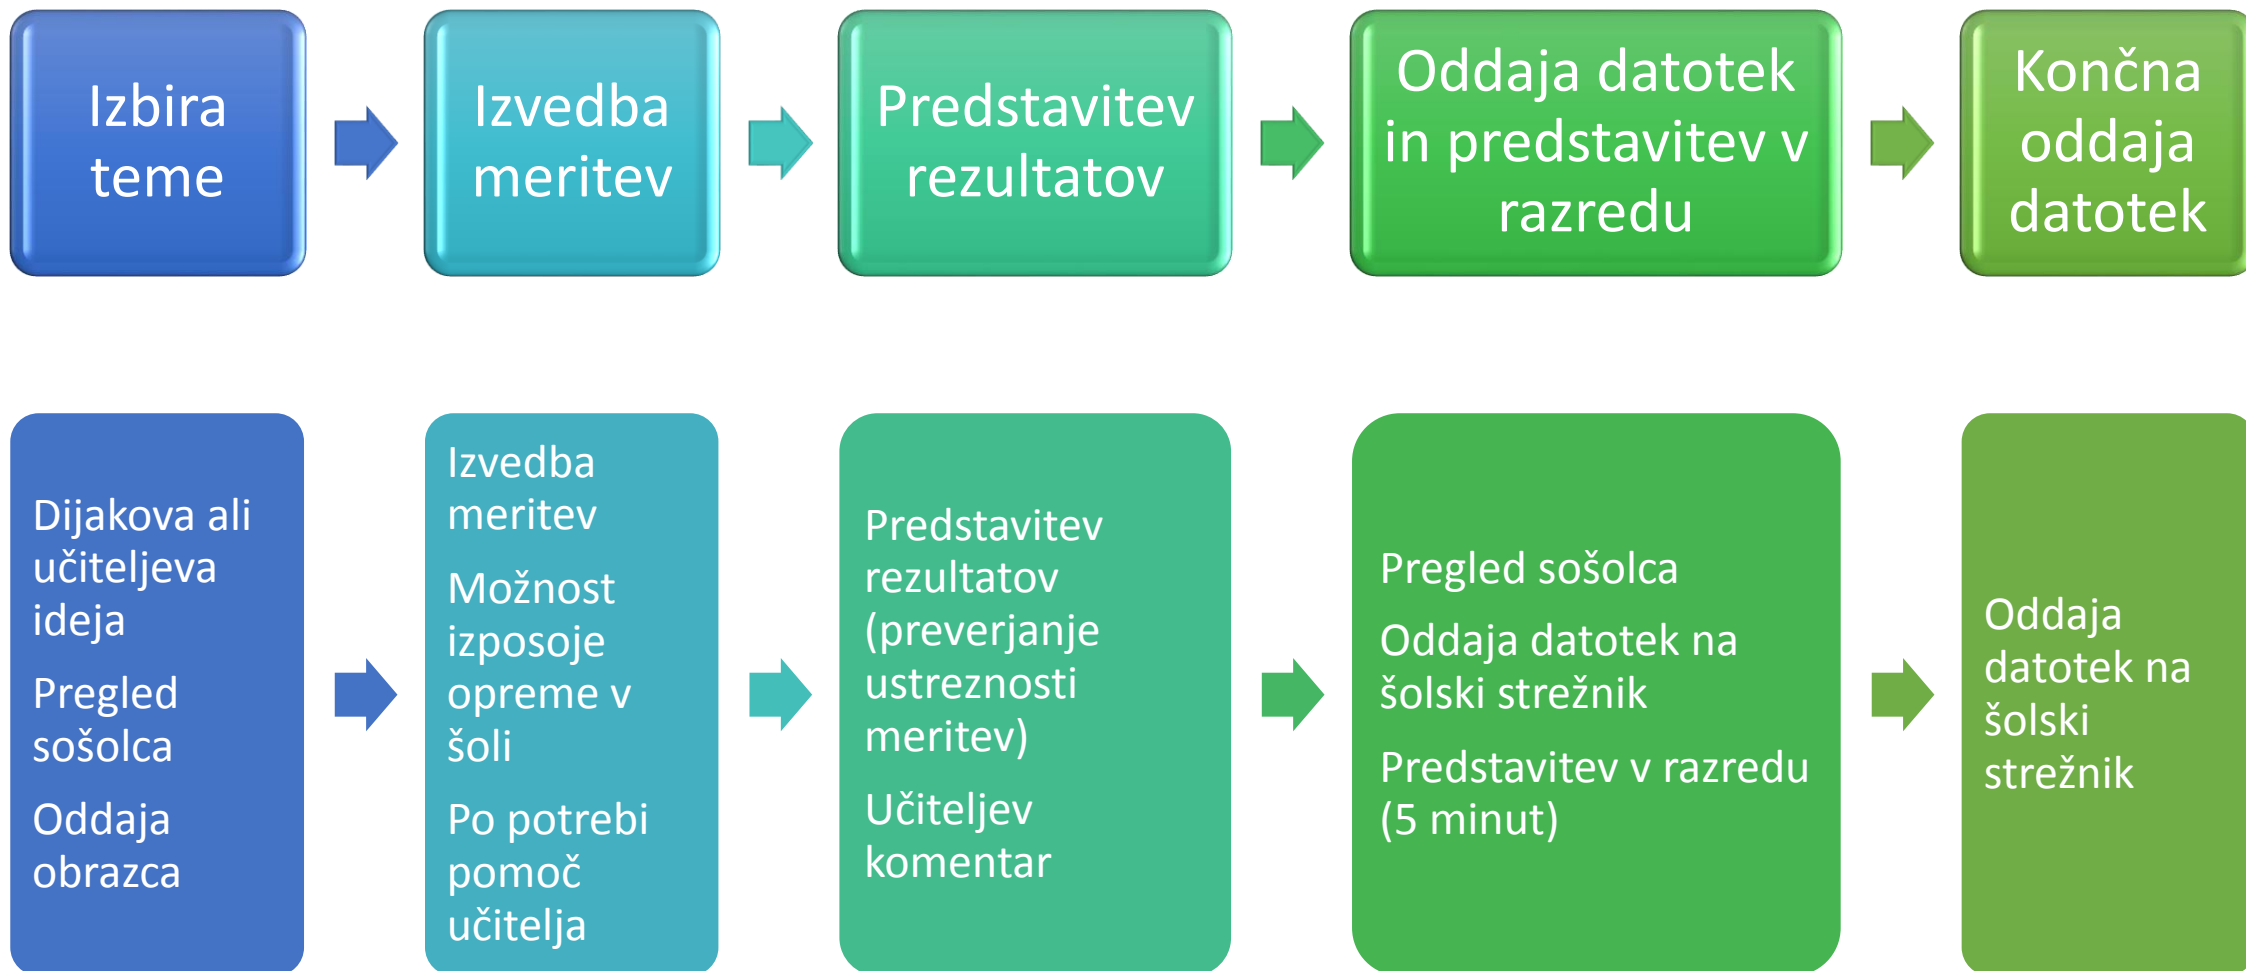 Izbira
teme
Izvedba
meritev
Predstavitev
rezultatov
Oddaja datotek
in predstavitev v
razredu
Končna
oddaja
datotek
Dijakova ali
učiteljeva
ideja
Pregled
sošolca
Oddaja
obrazca
Izvedba
meritev
Možnost
izposoje
opreme v
šoli
Po potrebi
pomoč
učitelja
Predstavitev
rezultatov
(preverjanje
ustreznosti
meritev)
Učiteljev
komentar
Pregled sošolca
Oddaja datotek na
šolski strežnik
Predstavitev v razredu
(5 minut)
Oddaja
datotek na
šolski
strežnik